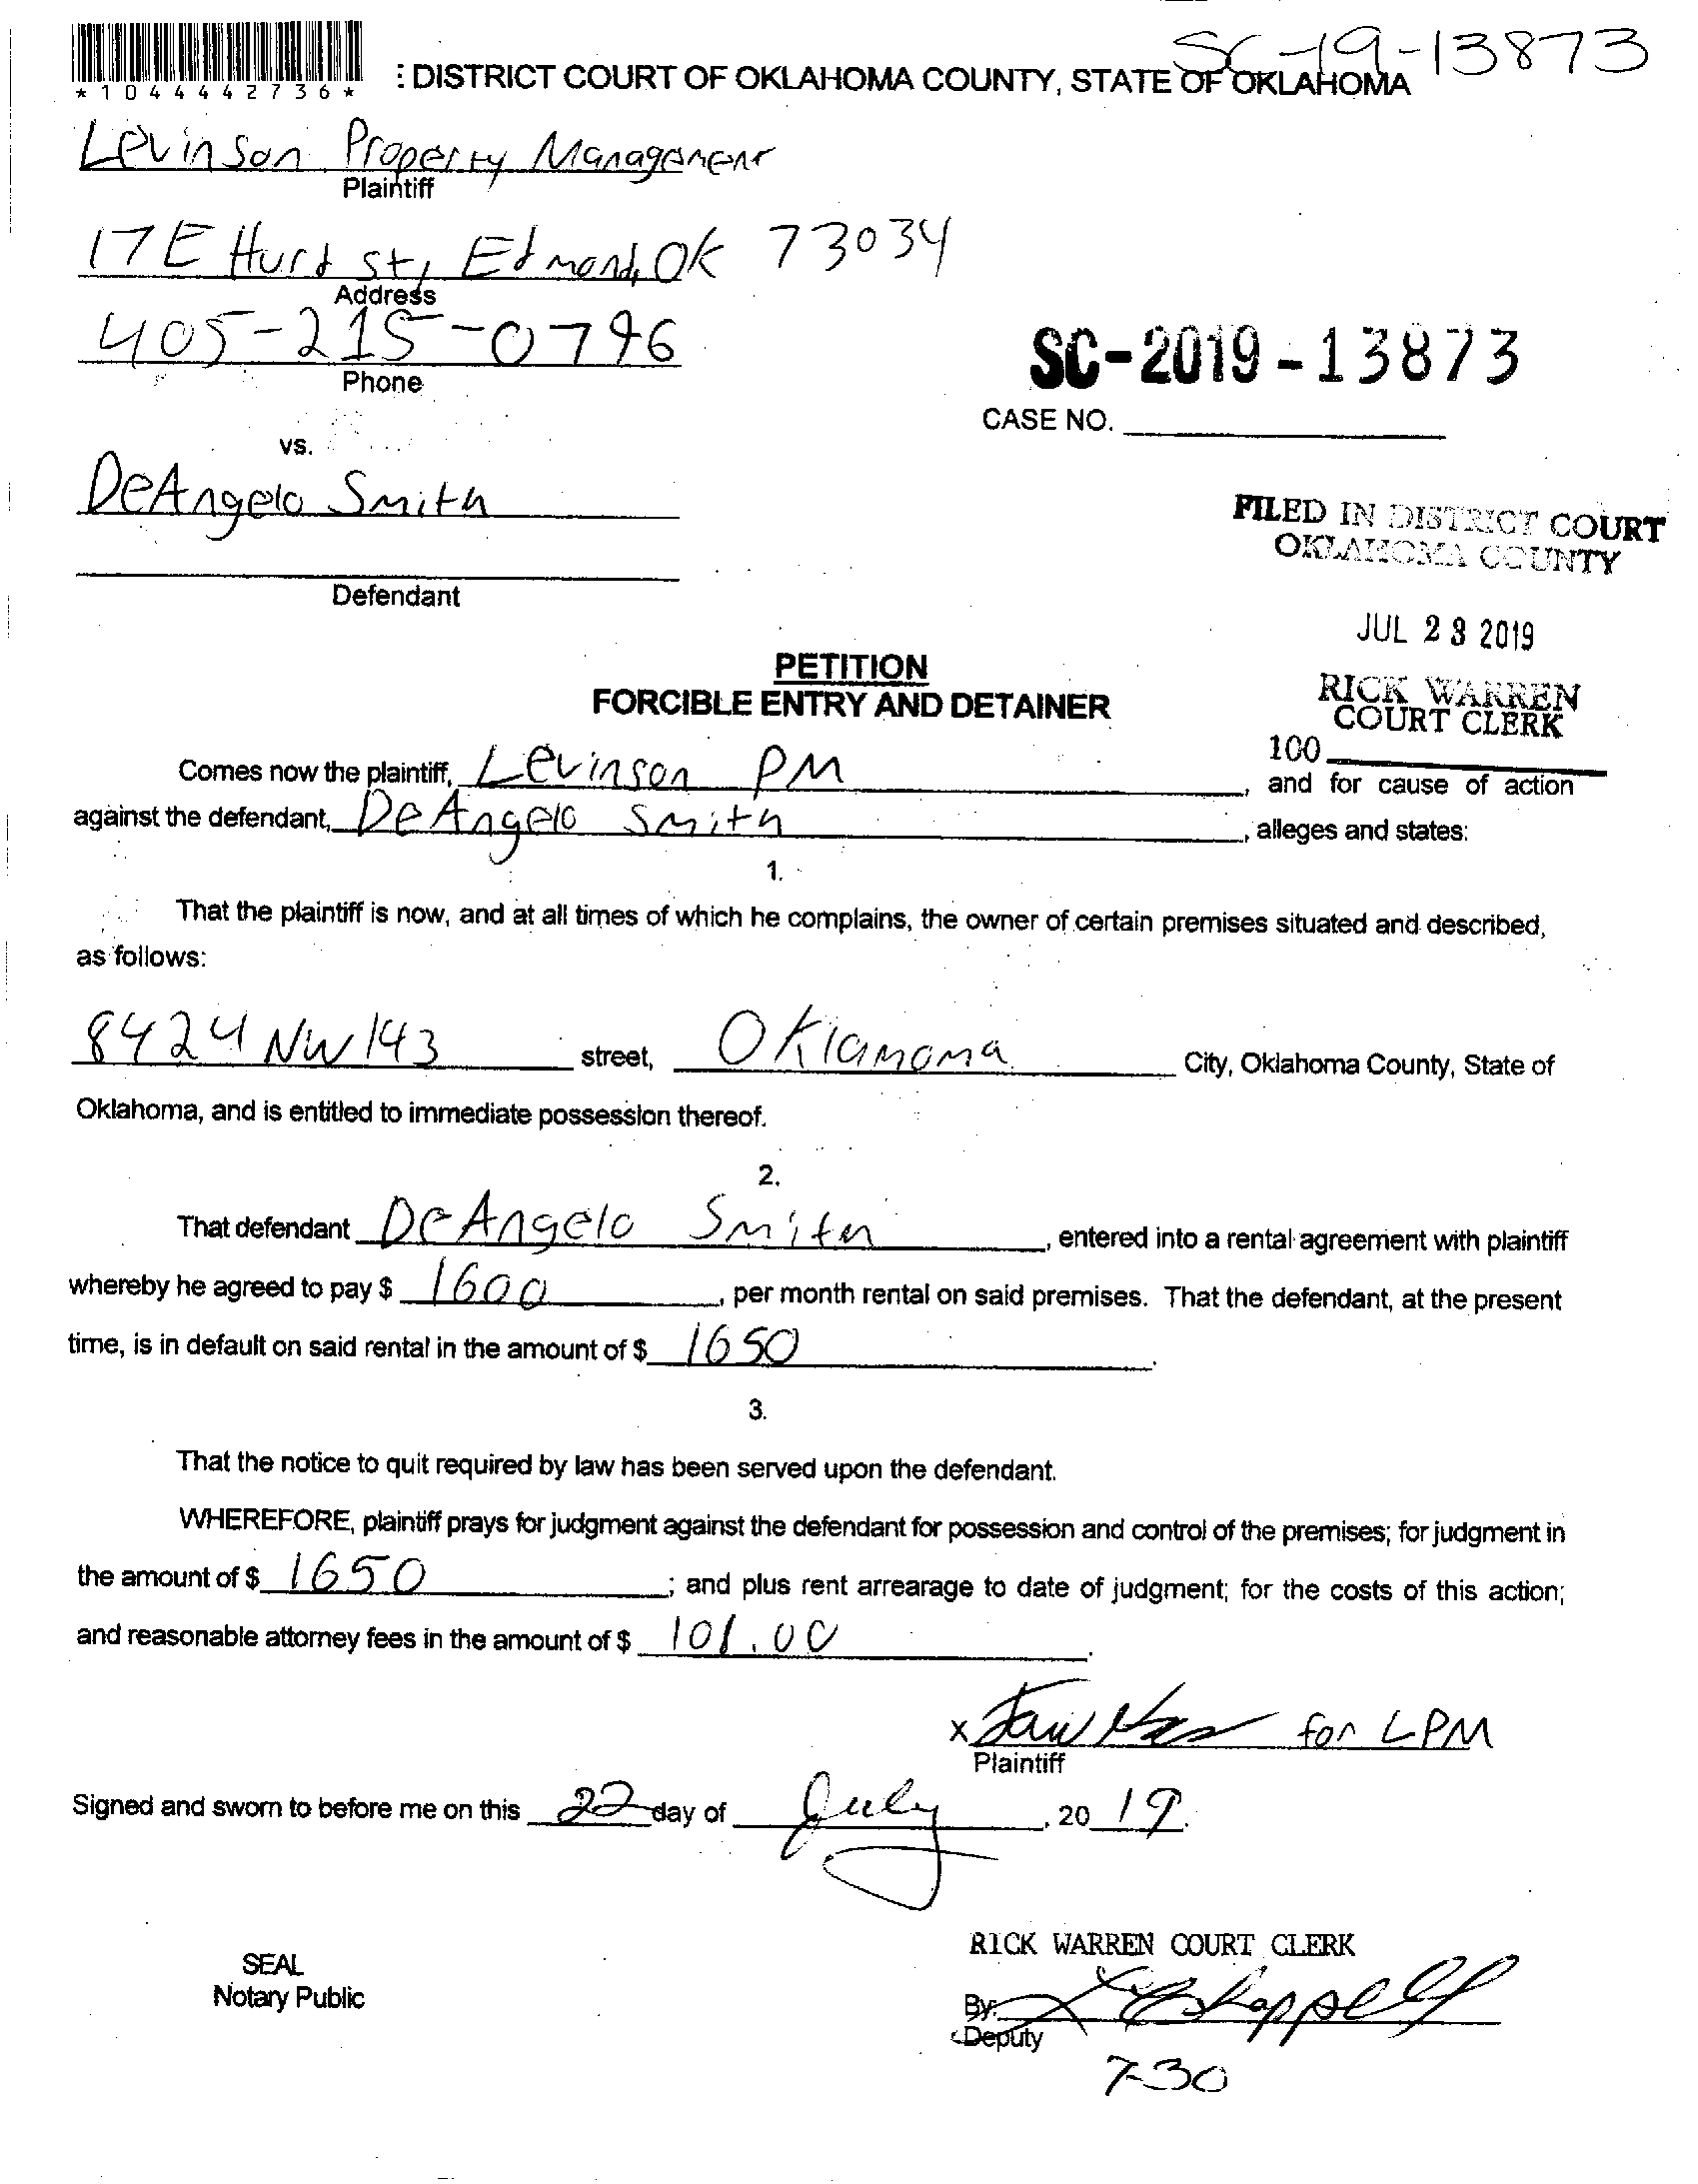 SC-19-13873
*1044442736*
: DISTRICT COURT OF OKLAHOMA COUNTY, STATE OF OKLAHOMA
Levinson Property Management
Plaintiff
17 E Hurd st, Edmond, OK 73034
Address
405-215-0796
Phone
SC-2019-13873
CASE NO.
vs.
DeAngelo Smith
Defendant
FILED IN DISTRICT COURT
OKLAHOMA COUNTY
JUL 23 2019
RICK WARREN
COURT CLERK
100
PETITION
FORCIBLE ENTRY AND DETAINER
Comes now the plaintiff, Levinson PM, and for cause of action
against the defendant, DeAngelo Smith, alleges and states:
1.
That the plaintiff is now, and at all times of which he complains, the owner of certain premises situated and described,
as follows:
8424 NW 143 street, Oklahoma City, Oklahoma County, State of
Oklahoma, and is entitled to immediate possession thereof.
2.
That defendant DeAngelo Smith, entered into a rental agreement with plaintiff
whereby he agreed to pay $ 1600, per month rental on said premises. That the defendant, at the present
time, is in default on said rental in the amount of $ 1650.
3.
That the notice to quit required by law has been served upon the defendant.
WHEREFORE, plaintiff prays for judgment against the defendant for possession and control of the premises; for judgment in
the amount of $ 1650; and plus rent arrearage to date of judgment; for the costs of this action;
and reasonable attorney fees in the amount of $ 101.00.
x for LPM
Plaintiff
Signed and sworn to before me on this 22 day of July, 20 19.
RICK WARREN COURT CLERK
SEAL
Notary Public
By:
Deputy
7-30